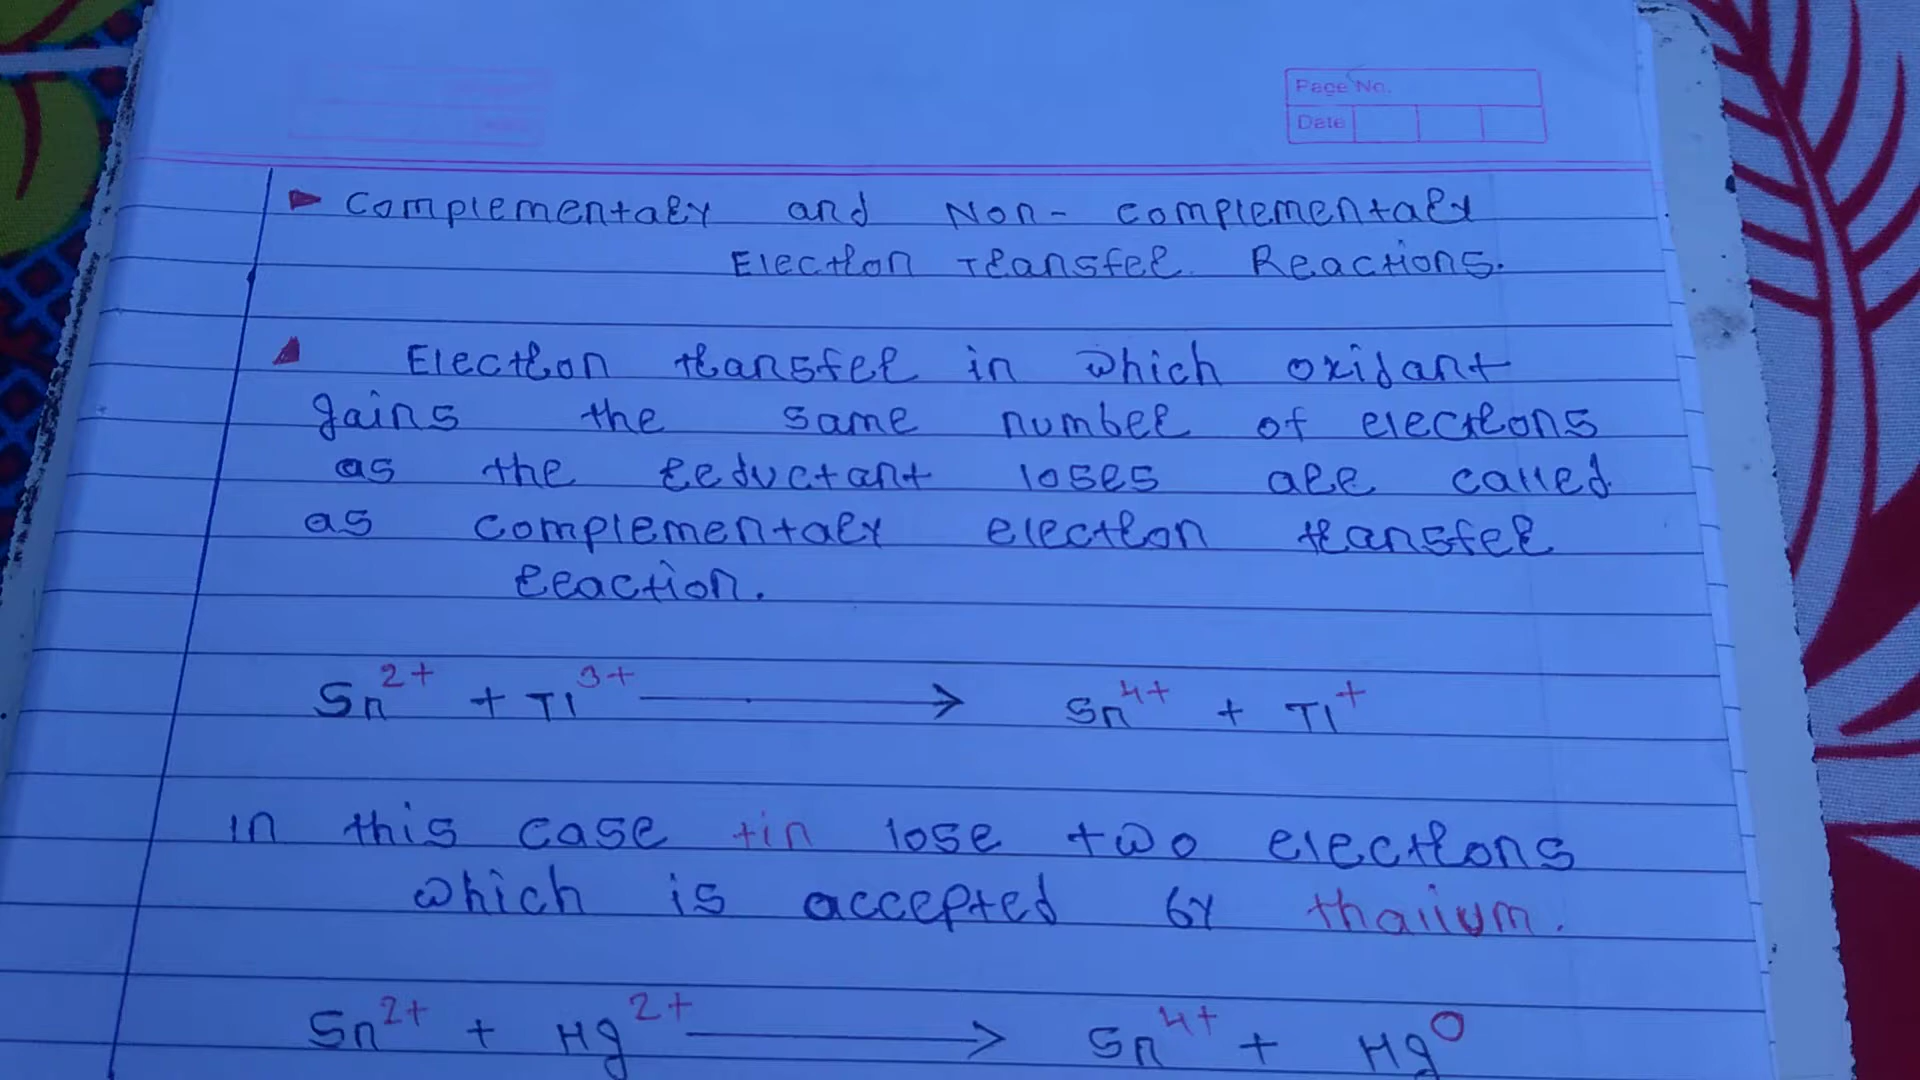 Page No.
Date
Complementary and Non- complementary
Electron Transfer Reactions.
Electron transfer in which oxidant
gains the same number of electrons
as the reductant loses are called
as complementary electron transfer
reaction.
Sn²⁺ + Tl³⁺ ⟶ Sn⁴⁺ + Tl⁺
in this case tin lose two electrons
which is accepted by thallium.
Sn²⁺ + Hg²⁺ ⟶ Sn⁴⁺ + Hg⁰